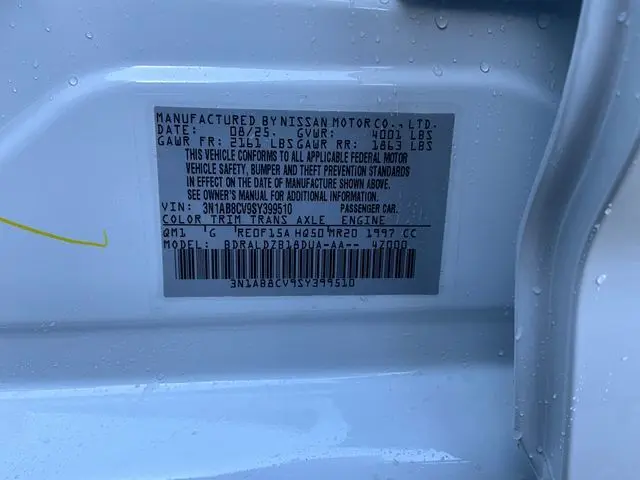 MANUFACTURED BY NISSAN MOTOR CO., LTD.
DATE: 08/25. GVWR: 4001 LBS
GAWR FR: 2161 LBS GAWR RR: 1863 LBS
THIS VEHICLE CONFORMS TO ALL APPLICABLE FEDERAL MOTOR
VEHICLE SAFETY, BUMPER AND THEFT PREVENTION STANDARDS
IN EFFECT ON THE DATE OF MANUFACTURE SHOWN ABOVE.
SEE OWNER'S MANUAL FOR ADDITIONAL INFORMATION.
VIN: 3N1AB8CV9SY399510 PASSENGER CAR.
COLOR TRIM TRANS AXLE ENGINE
QM1 G RE0F15A HQ50 MR20 1997 CC
MODEL: BDRALDZB18DUA-AA-- 4Z000
3N1AB8CV9SY399510